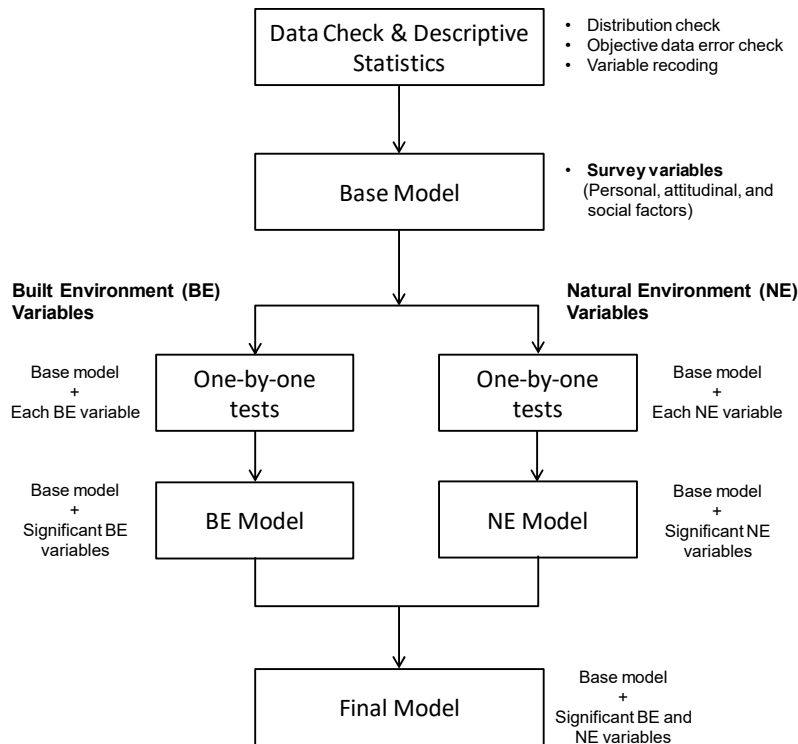 Data Check & Descriptive
Statistics
• Distribution check
• Objective data error check
• Variable recoding
Base Model
• Survey variables
(Personal, attitudinal, and
social factors)
Built Environment (BE)
Variables
Natural Environment (NE)
Variables
Base model
+
Each BE variable
One-by-one
tests
One-by-one
tests
Base model
+
Each NE variable
Base model
+
Significant BE
variables
BE Model
NE Model
Base model
+
Significant NE
variables
Final Model
Base model
+
Significant BE and
NE variables